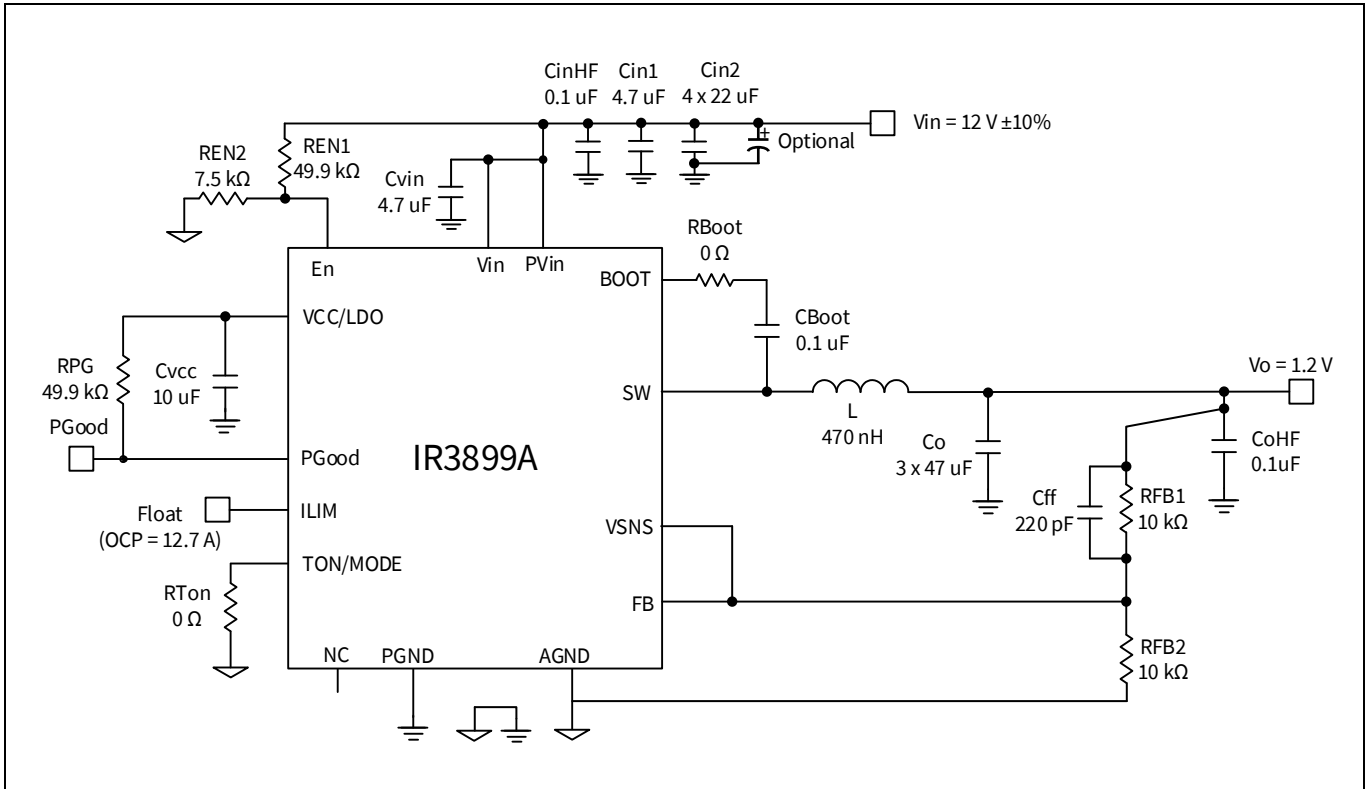 CinHF
0.1 uF
Cin1
4.7 uF
Cin2
4 x 22 uF
Vin = 12 V ±10%
+
Optional
REN1
49.9 kΩ
REN2
7.5 kΩ
Cvin
4.7 uF
RBoot
0 Ω
En
Vin
PVin
BOOT
VCC/LDO
CBoot
0.1 uF
RPG
49.9 kΩ
Cvcc
10 uF
Vo = 1.2 V
SW
L
470 nH
PGood
PGood
IR3899A
Co
3 x 47 uF
CoHF
0.1uF
Cff
220 pF
RFB1
10 kΩ
Float
(OCP = 12.7 A)
ILIM
VSNS
TON/MODE
RTon
0 Ω
FB
NC
PGND
AGND
RFB2
10 kΩ